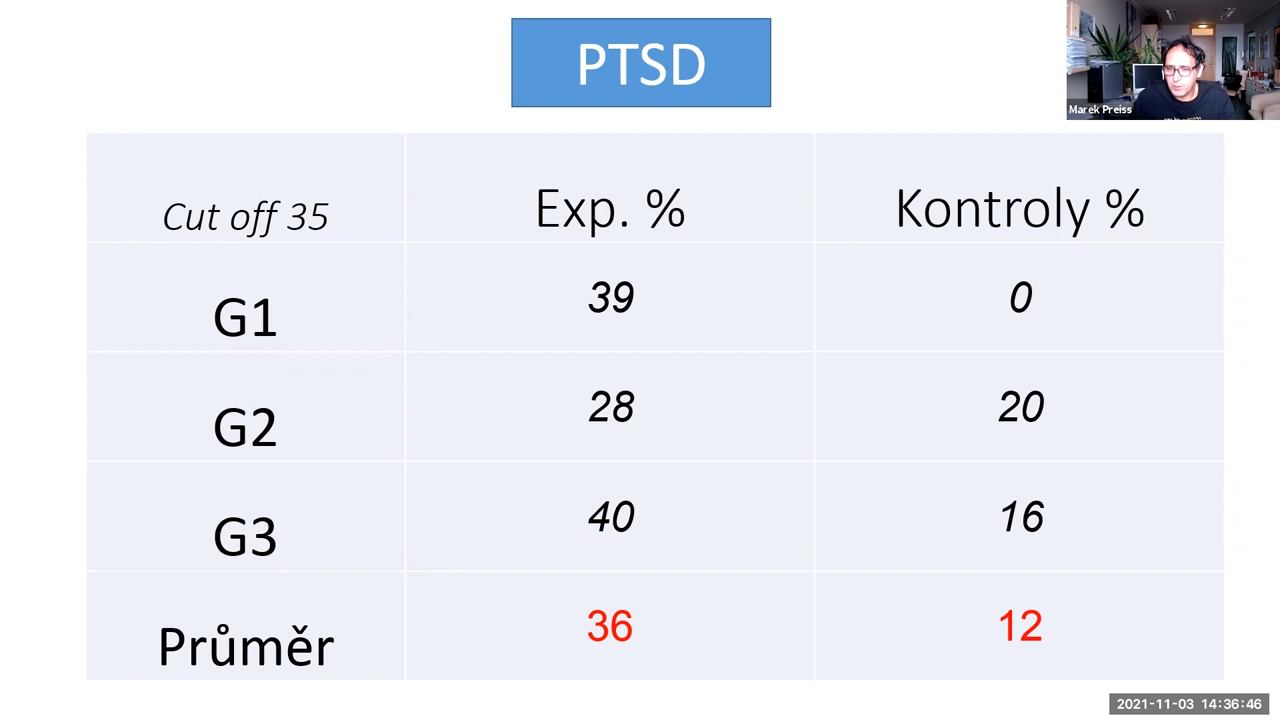 PTSD
Marek Preiss
Cut off 35 Exp. % Kontroly %
G1 39 0
G2 28 20
G3 40 16
Průměr 36 12
2021-11-03 14:36:46